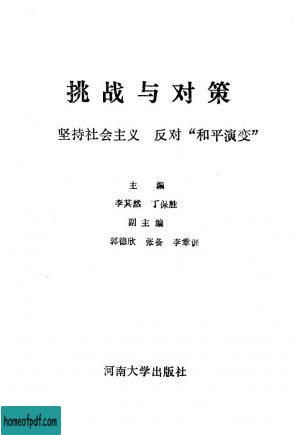 挑战与对策
坚持社会主义 反对“和平演变”
主 编
李其然 丁保胜
副主编
郭德欣 张备 李章训
河南大学出版社
homeofpdf.com